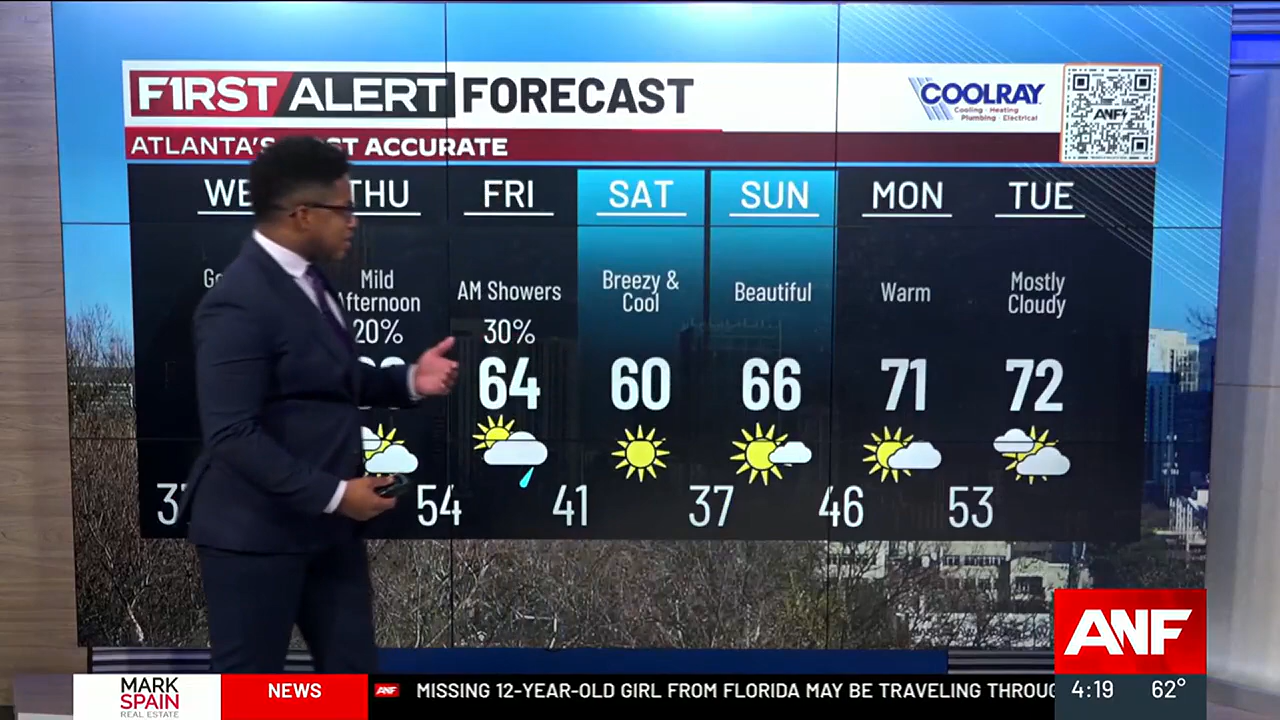 FIRST ALERT FORECAST
COOLRAY
Cooling · Heating
Plumbing · Electrical
ANF
ATLANTA'S ACCURATE
THU FRI SAT SUN MON TUE
Mild Afternoon
AM Showers
Breezy & Cool
Beautiful
Warm
Mostly Cloudy
20% 30%
64 60 66 71 72
54 41 37 46 53
ANF
MARK
SPAIN
REAL ESTATE
NEWS
ANF MISSING 12-YEAR-OLD GIRL FROM FLORIDA MAY BE TRAVELING
4:19 62°